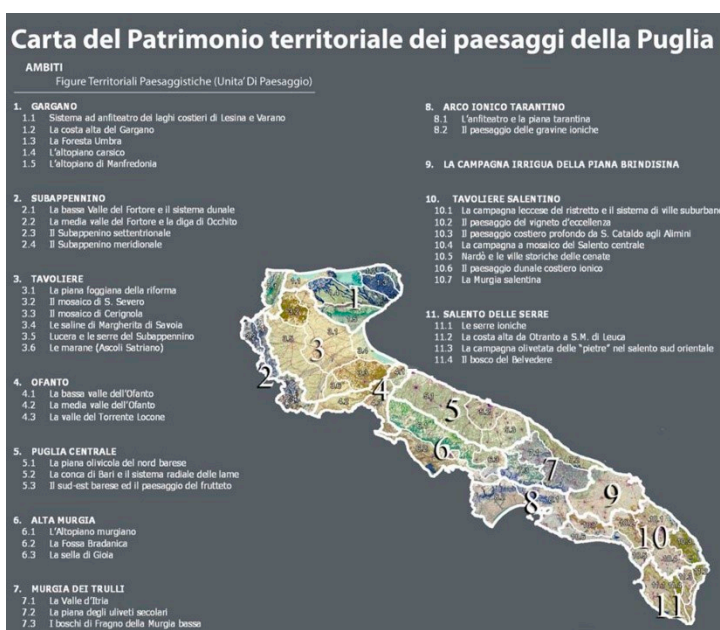 Carta del Patrimonio territoriale dei paesaggi della Puglia
AMBITI
Figure Territoriali Paesaggistiche (Unita' Di Paesaggio)
1. GARGANO
1.1 Sistema ad anfiteatro dei laghi costieri di Lesina e Varano
1.2 La costa alta del Gargano
1.3 La Foresta Umbra
1.4 L'altopiano carsico
1.5 L'altopiano di Manfredonia
2. SUBAPPENNINO
2.1 La bassa Valle del Fortore e il sistema dunale
2.2 La media valle del Fortore e la diga di Occhito
2.3 Il Subappenino settentrionale
2.4 Il Subappenino meridionale
3. TAVOLIERE
3.1 La piana foggiana della riforma
3.2 Il mosaico di S. Severo
3.3 Il mosaico di Cerignola
3.4 Le saline di Margherita di Savoia
3.5 Lucera e le serre del Subappennino
3.6 Le marane (Ascoli Satriano)
4. OFANTO
4.1 La bassa valle dell'Ofanto
4.2 La media valle dell'Ofanto
4.3 La valle del Torrente Locone
5. PUGLIA CENTRALE
5.1 La piana olivicola del nord barese
5.2 La conca di Bari e il sistema radiale delle lame
5.3 Il sud-est barese ed il paesaggio del frutteto
6. ALTA MURGIA
6.1 L'Altopiano murgiano
6.2 La Fossa Bradanica
6.3 La sella di Gioia
7. MURGIA DEI TRULLI
7.1 La Valle d'Itria
7.2 La piana degli uliveti secolari
7.3 I boschi di Fragno della Murgia bassa
8. ARCO IONICO TARANTINO
8.1 L'anfiteatro e la piana tarantina
8.2 Il paesaggio delle gravine ioniche
9. LA CAMPAGNA IRRIGUA DELLA PIANA BRINDISINA
10. TAVOLIERE SALENTINO
10.1 La campagna leccese del ristretto e il sistema di ville suburban
10.2 Il paesaggio del vigneto d'eccellenza
10.3 Il paesaggio costiero profondo da S. Cataldo agli Alimini
10.4 La campagna a mosaico del Salento centrale
10.5 Nardò e le ville storiche delle cenate
10.6 Il paesaggio dunale costiero ionico
10.7 La Murgia salentina
11. SALENTO DELLE SERRE
11.1 Le serre ioniche
11.2 La costa alta da Otranto a S.M. di Leuca
11.3 La campagna olivetata delle "pietre" nel salento sud orientale
11.4 Il bosco del Belvedere
1
2
3
4
5
6
7
8
9
10
11